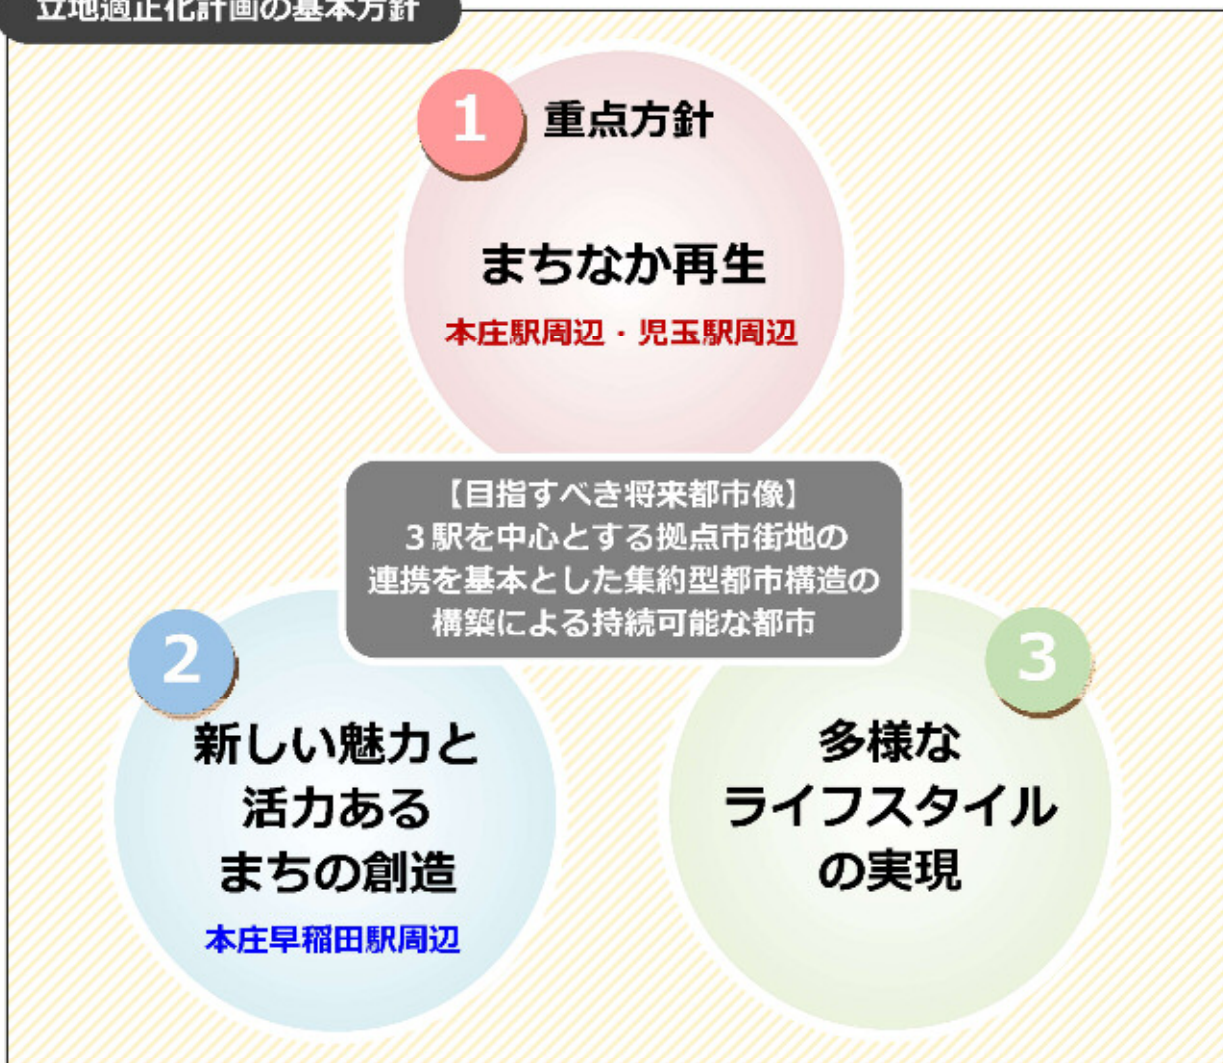 立地適正化計画の基本方針
1
重点方針
まちなか再生
本庄駅周辺・児玉駅周辺
【目指すべき将来都市像】
3駅を中心とする拠点市街地の
連携を基本とした集約型都市構造の
構築による持続可能な都市
2
新しい魅力と
活力ある
まちの創造
本庄早稲田駅周辺
3
多様な
ライフスタイル
の実現